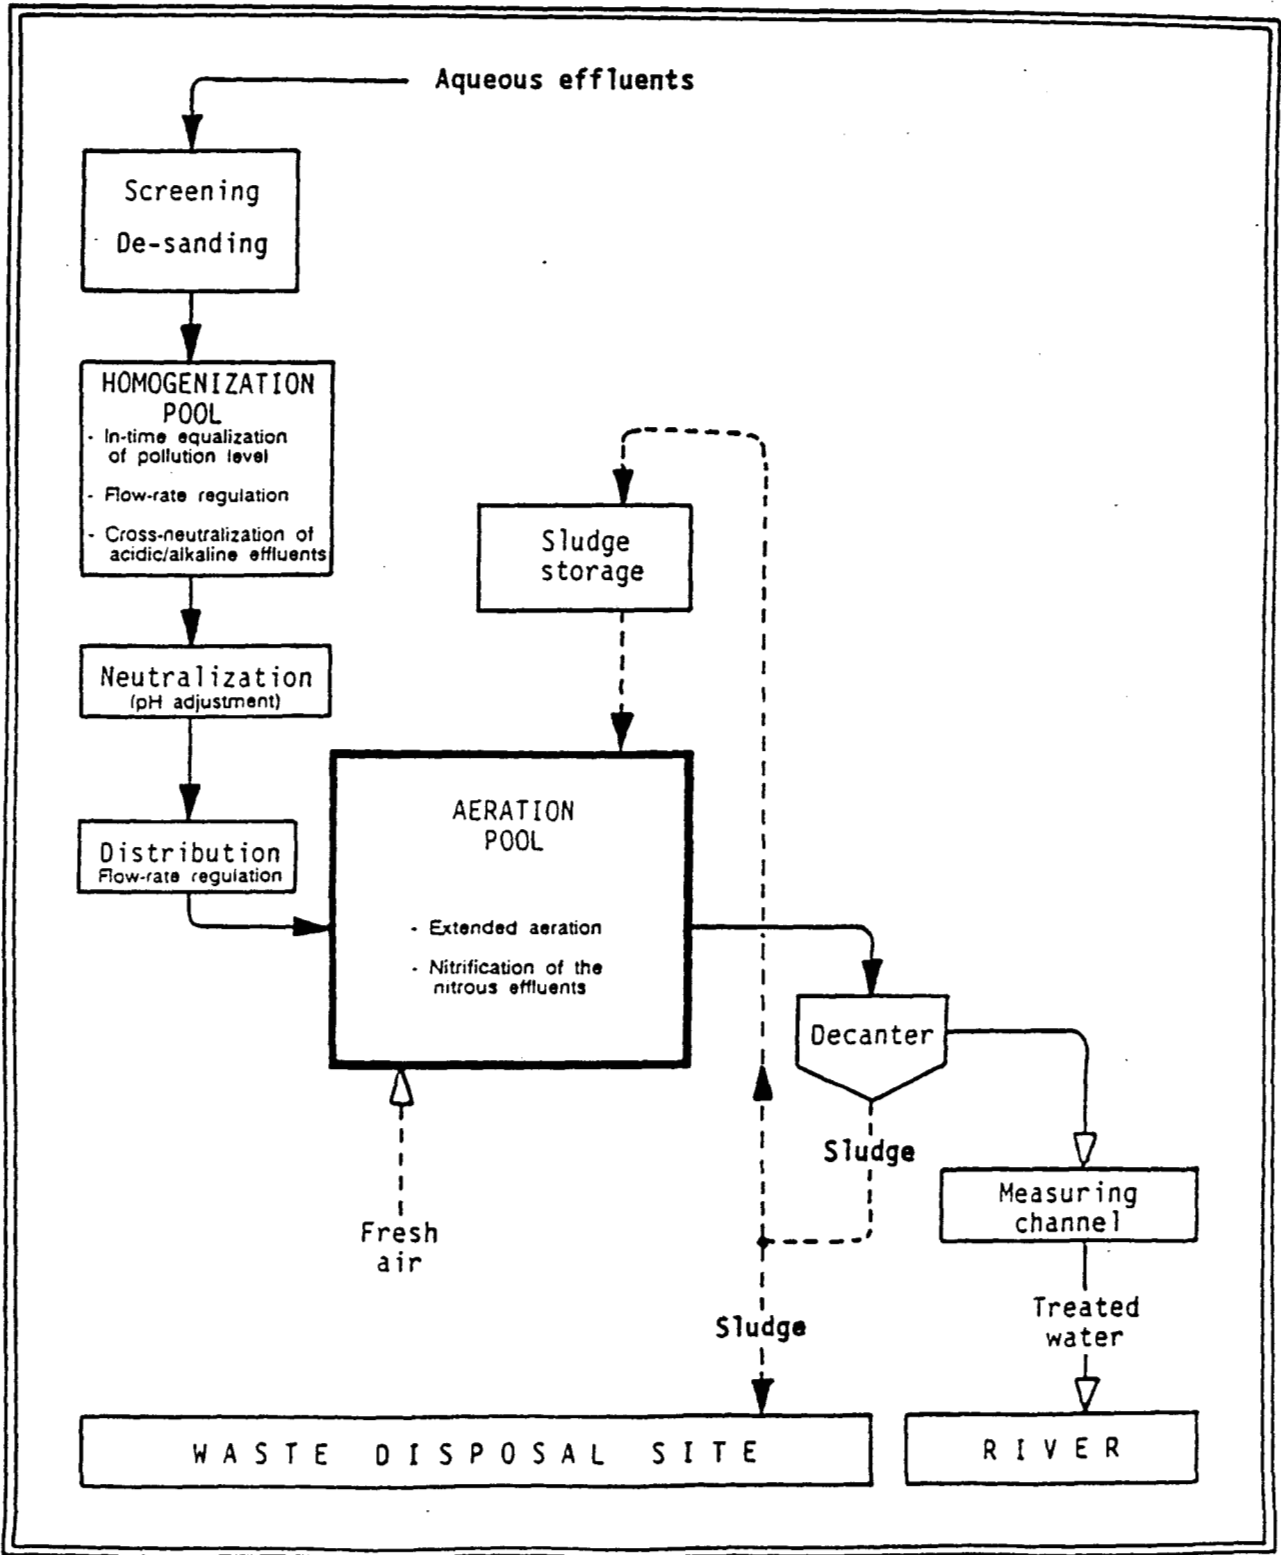 Aqueous effluents
Screening
De-sanding
HOMOGENIZATION
POOL
- In-time equalization
of pollution level
- Flow-rate regulation
- Cross-neutralization of
acidic/alkaline effluents
Neutralization
(pH adjustment)
Distribution
Flow-rate regulation
Sludge
storage
AERATION
POOL
- Extended aeration
- Nitrification of the
nitrous effluents
Fresh
air
Decanter
Sludge
Measuring
channel
Sludge
Treated
water
WASTE DISPOSAL SITE
RIVER